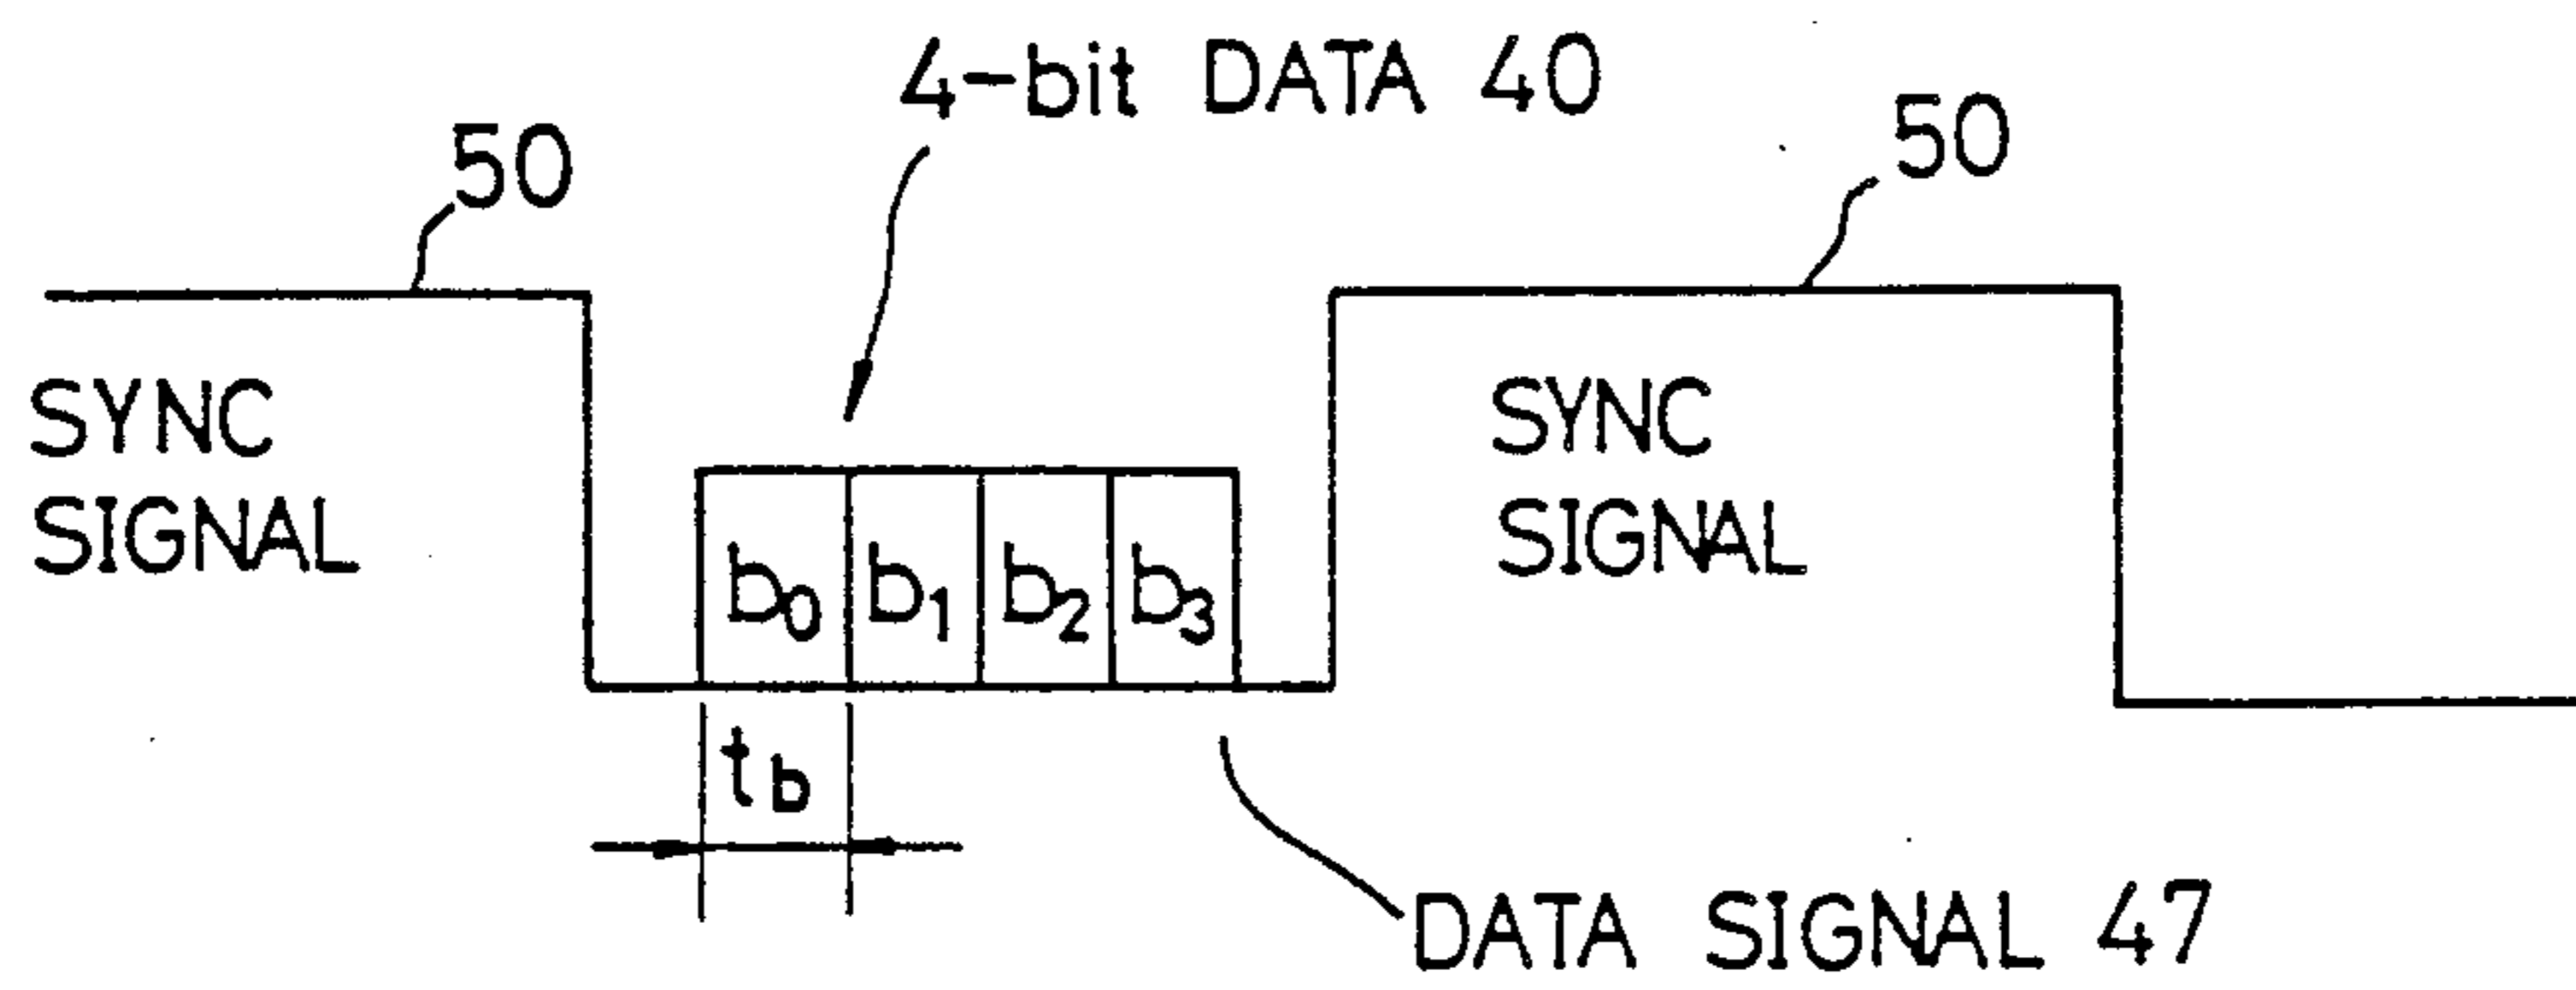 4-bit DATA 40
50
50
SYNC
SIGNAL
SYNC
SIGNAL
b0 b1 b2 b3
tb
DATA SIGNAL 47